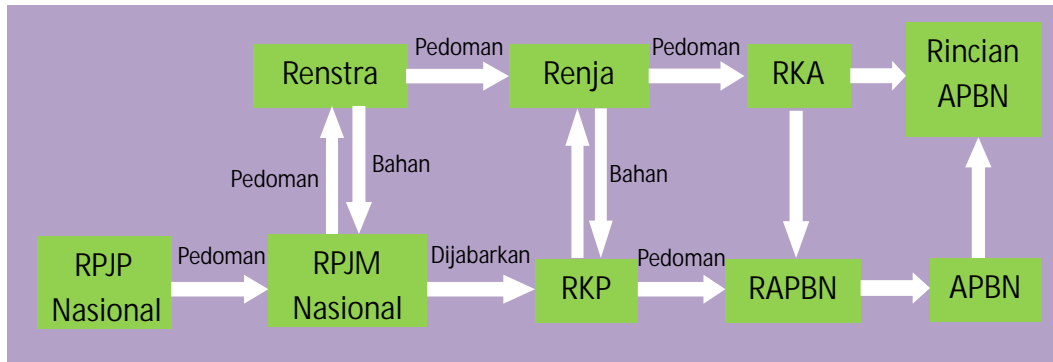 Pedoman
Pedoman
Renstra
Renja
RKA
Rincian
APBN
Pedoman
Bahan
Bahan
RPJP
Nasional
Pedoman
RPJM
Nasional
Dijabarkan
RKP
Pedoman
RAPBN
APBN